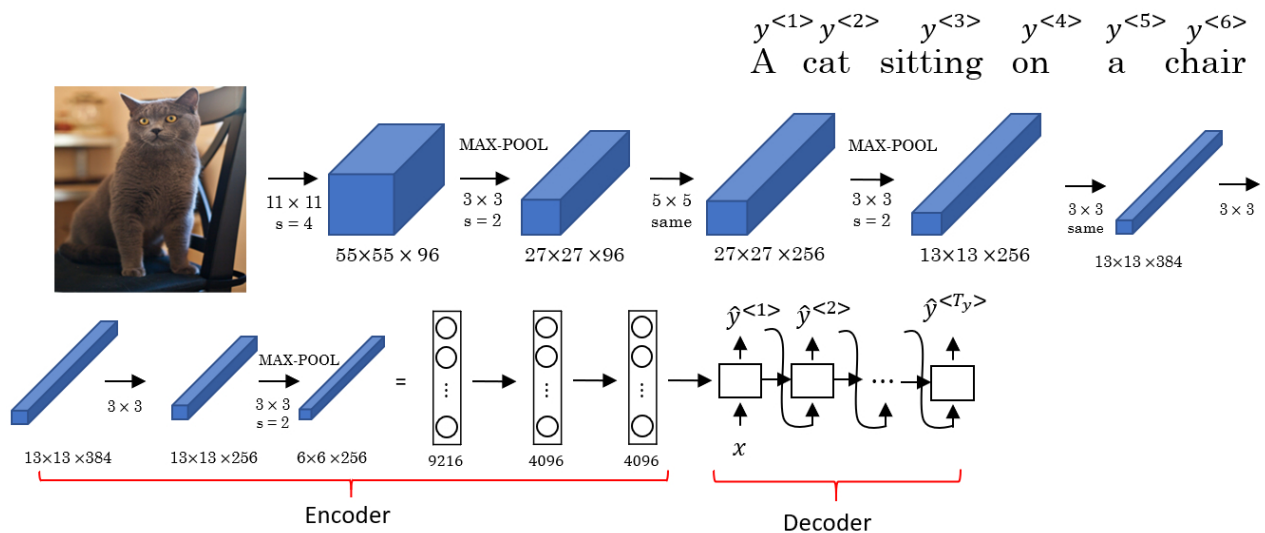 y<1> y<2> y<3> y<4> y<5> y<6>
A cat sitting on a chair
MAX-POOL MAX-POOL
11 × 11 3 × 3 5 × 5 3 × 3 3 × 3 3 × 3
s = 4 s = 2 same s = 2 same
55×55 × 96 27×27 ×96 27×27 ×256 13×13 ×256 13×13 ×384
ŷ<1> ŷ<2> ŷ<Ty>
MAX-POOL
= ⋮ ⋮ ⋮ ...
3 × 3 3 × 3
s = 2
x
13×13 ×384 13×13 ×256 6×6 ×256 9216 4096 4096
Encoder Decoder